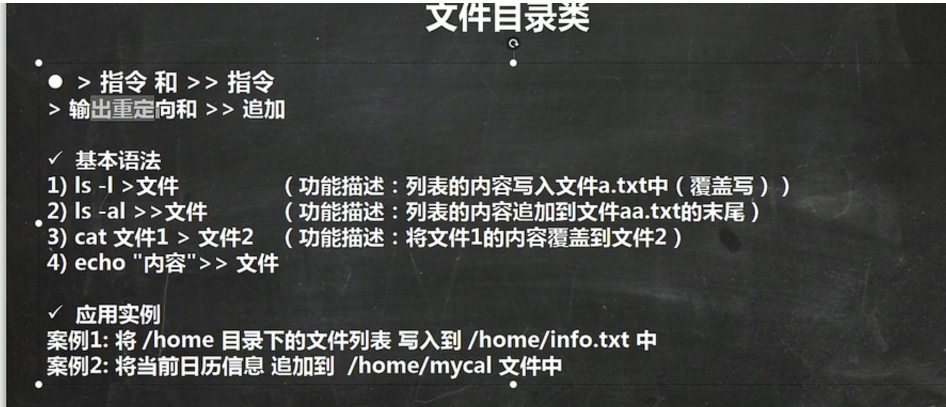 文件目录类
● > 指令 和 >> 指令
> 输出重定向和 >> 追加
✓ 基本语法
1) ls -l >文件 （功能描述：列表的内容写入文件a.txt中（覆盖写））
2) ls -al >>文件 （功能描述：列表的内容追加到文件aa.txt的末尾）
3) cat 文件1 > 文件2 （功能描述：将文件1的内容覆盖到文件2）
4) echo "内容">> 文件
✓ 应用实例
案例1: 将 /home 目录下的文件列表 写入到 /home/info.txt 中
案例2: 将当前日历信息 追加到 /home/mycal 文件中